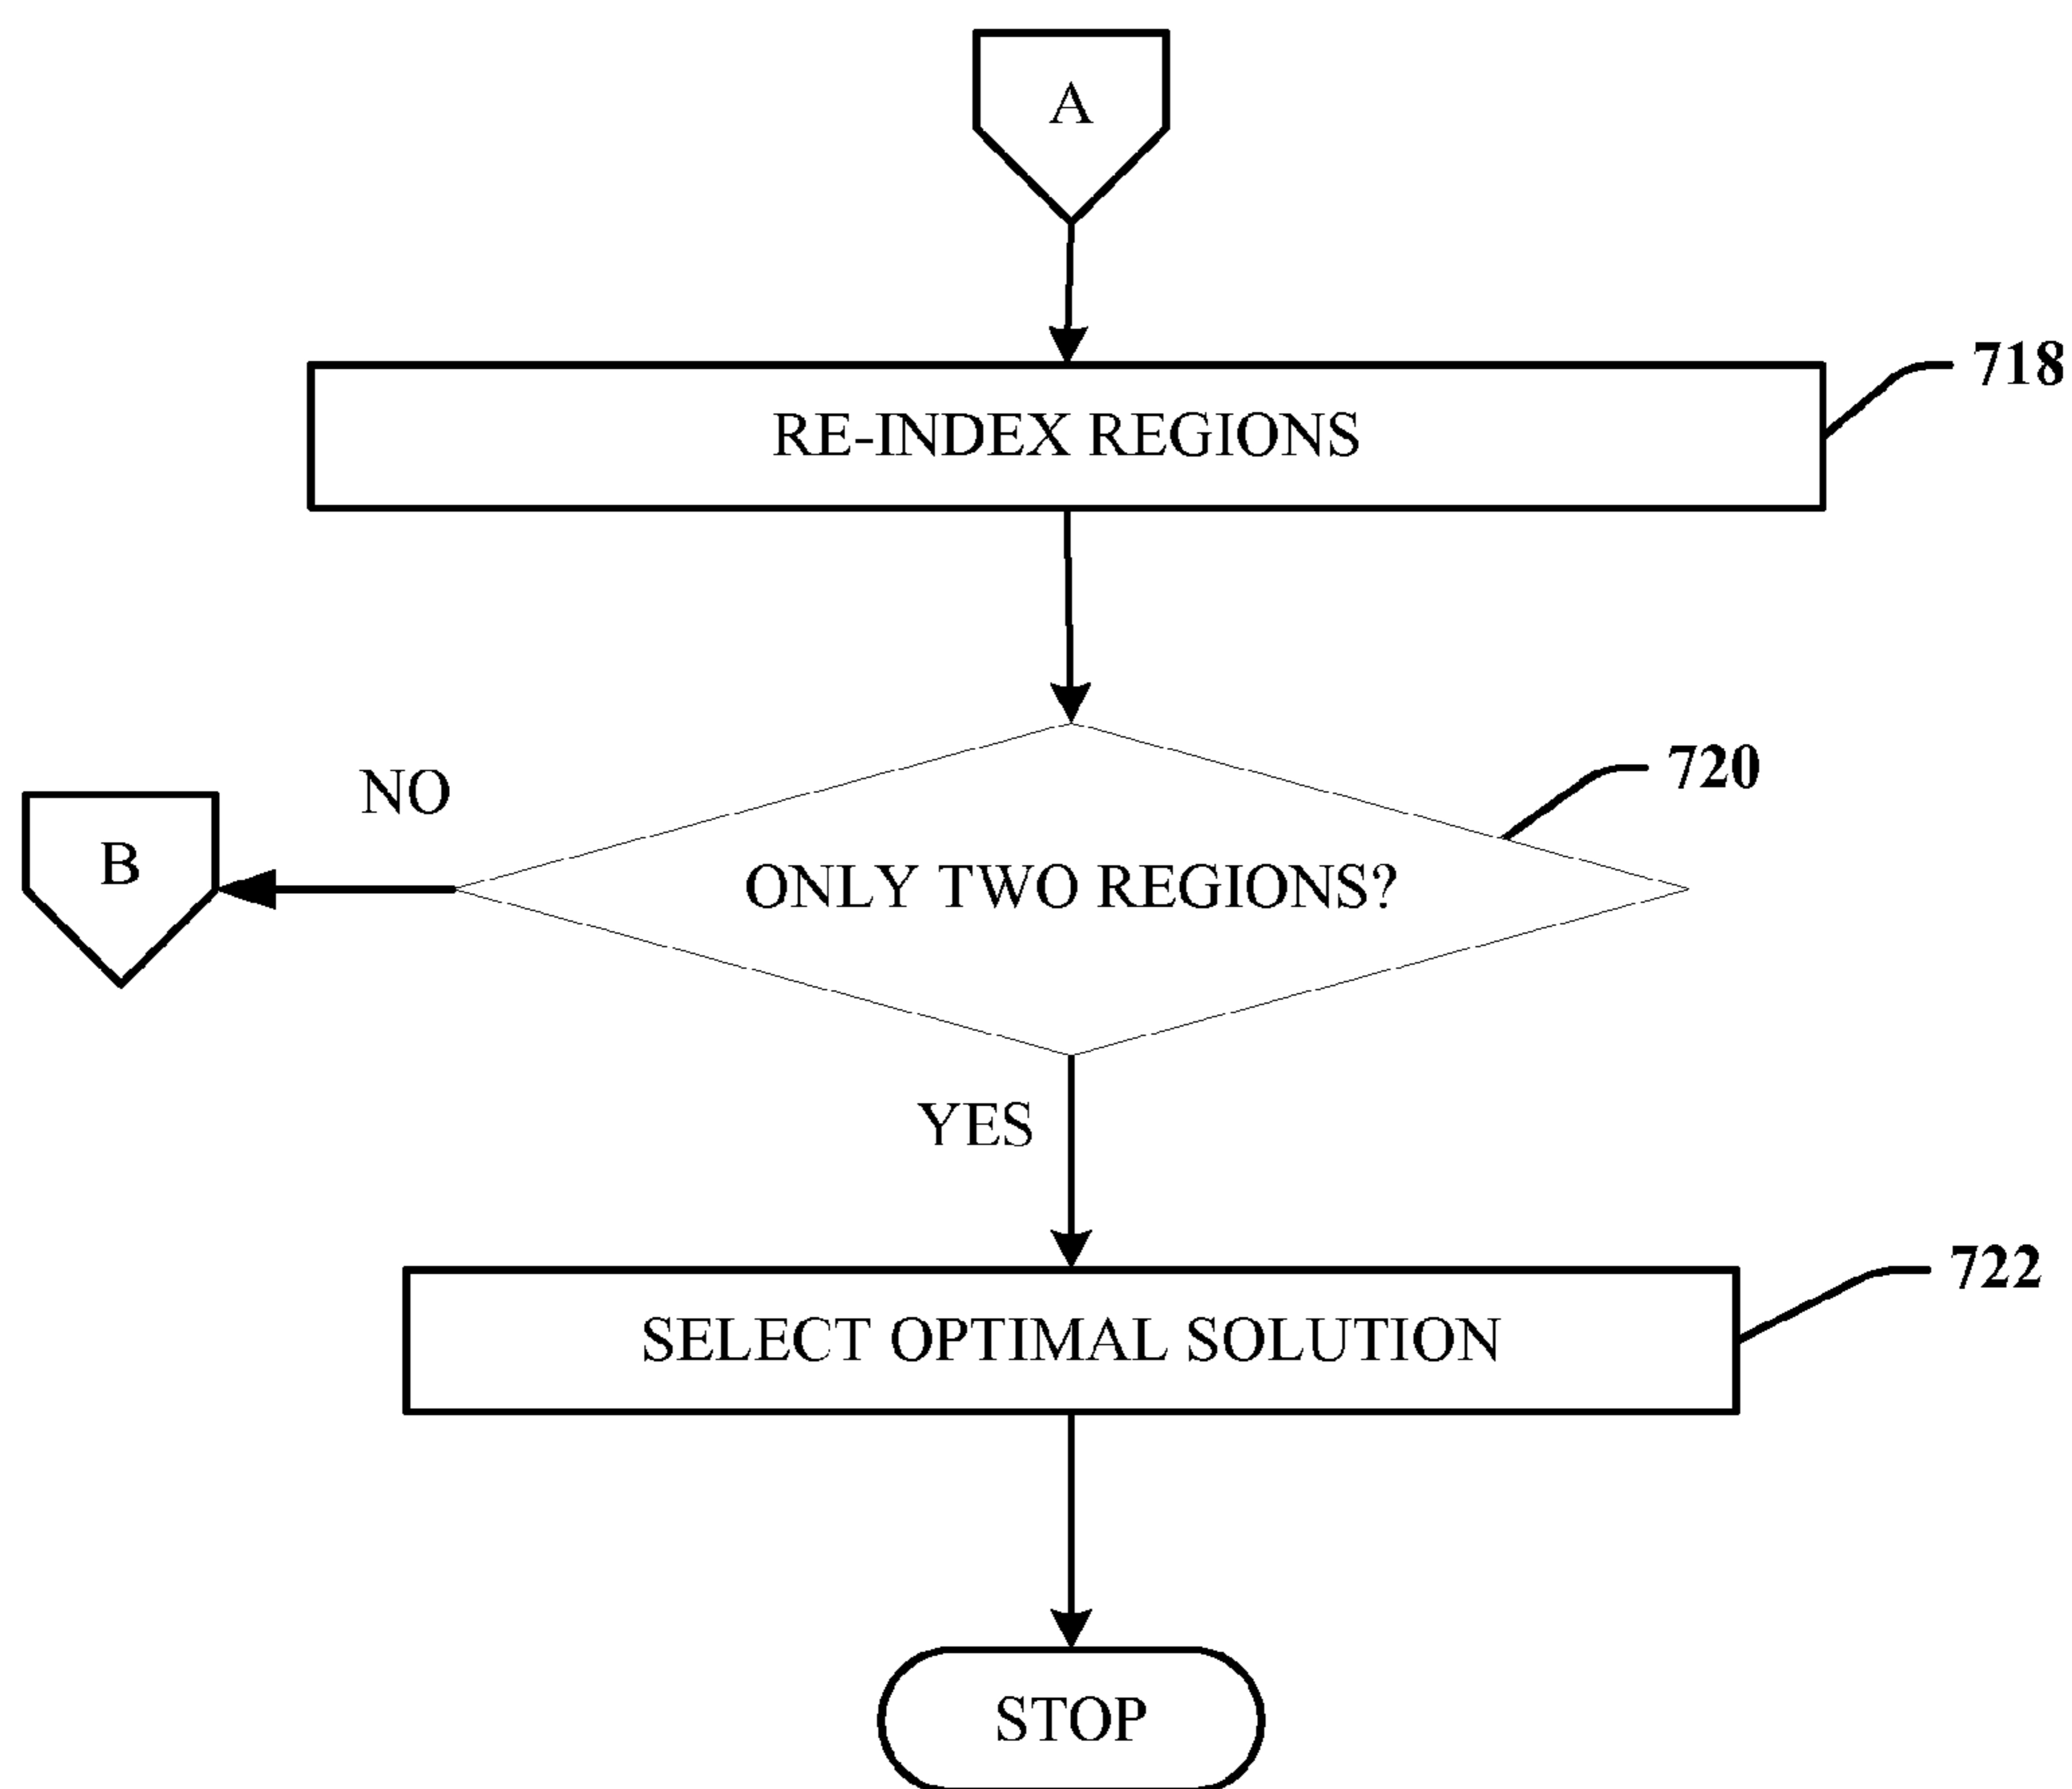 A
718
RE-INDEX REGIONS
720
NO
B
ONLY TWO REGIONS?
YES
722
SELECT OPTIMAL SOLUTION
STOP